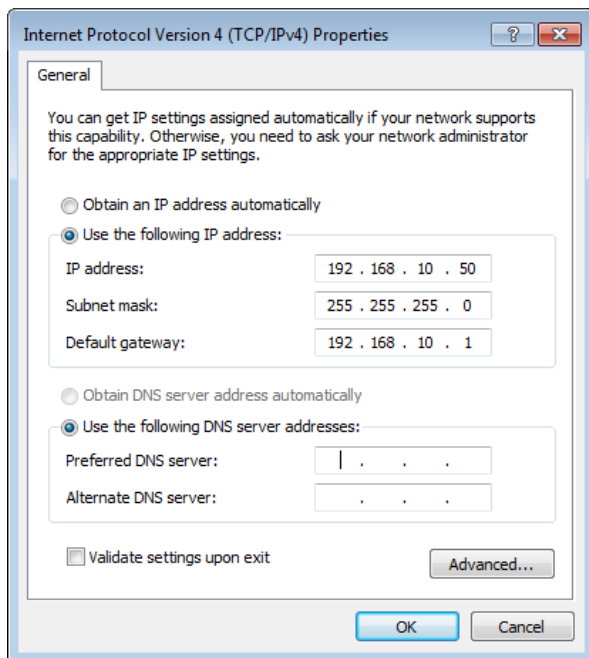 Internet Protocol Version 4 (TCP/IPv4) Properties
General
You can get IP settings assigned automatically if your network supports
this capability. Otherwise, you need to ask your network administrator
for the appropriate IP settings.
Obtain an IP address automatically
Use the following IP address:
IP address: 192 . 168 . 10 . 50
Subnet mask: 255 . 255 . 255 . 0
Default gateway: 192 . 168 . 10 . 1
Obtain DNS server address automatically
Use the following DNS server addresses:
Preferred DNS server: . . .
Alternate DNS server: . . .
Validate settings upon exit
Advanced...
OK Cancel